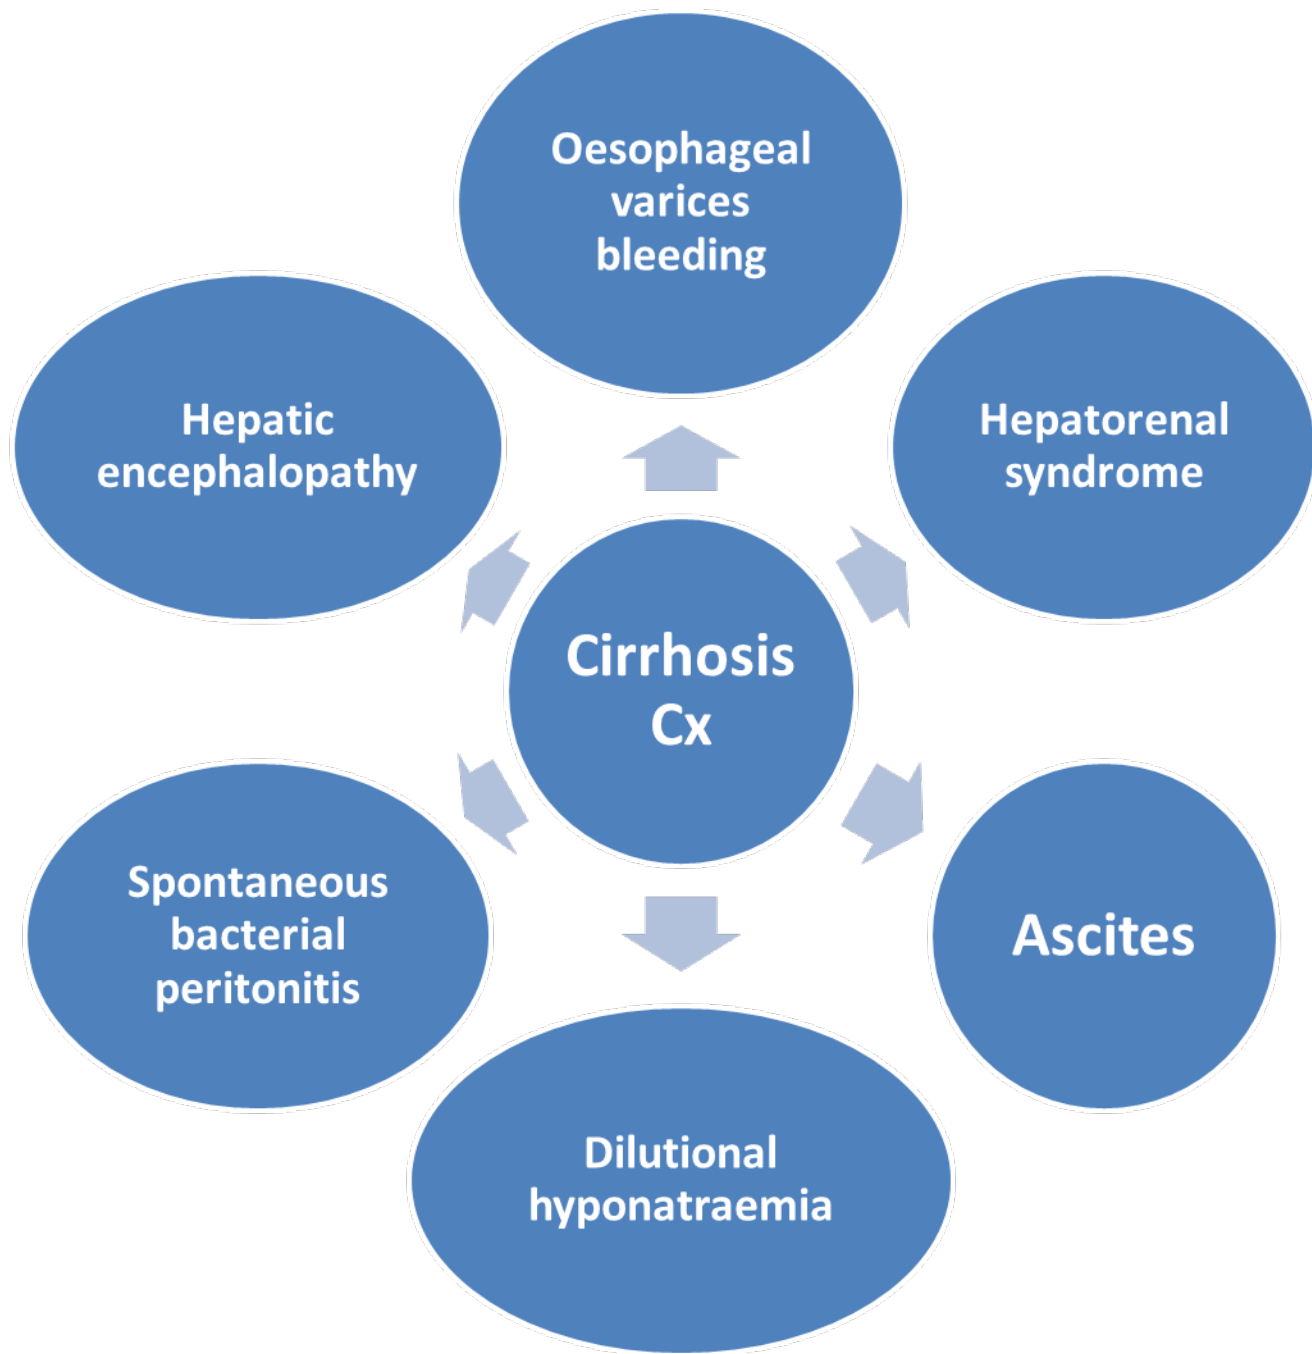 Oesophageal
varices
bleeding
Hepatic
encephalopathy
Hepatorenal
syndrome
Cirrhosis
Cx
Spontaneous
bacterial
peritonitis
Ascites
Dilutional
hyponatraemia